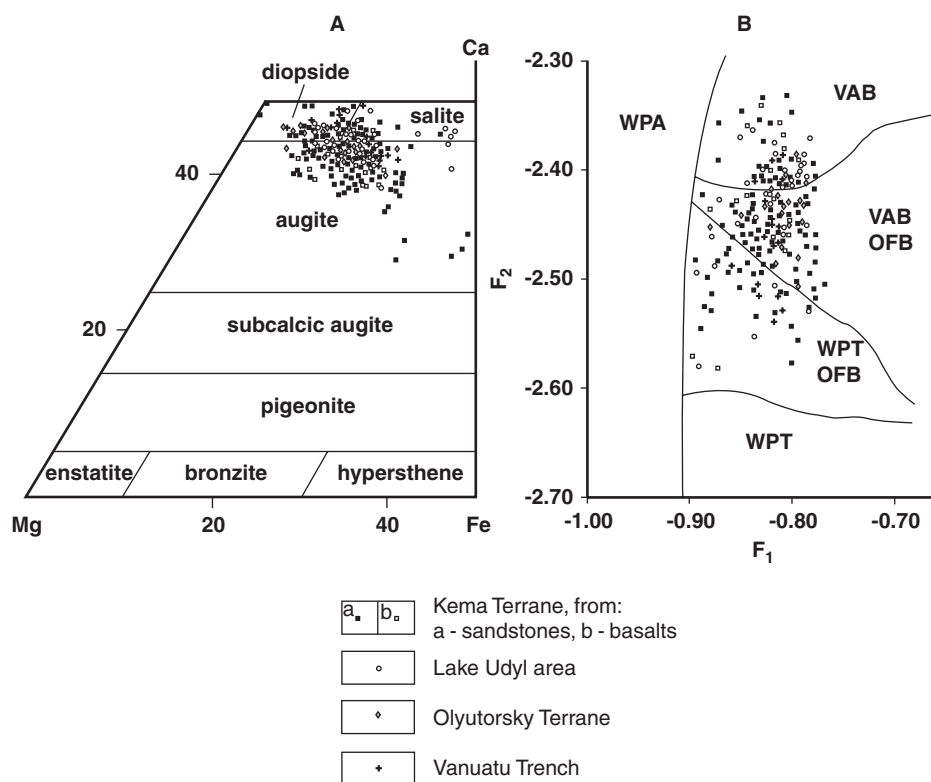 A
Ca
diopside
salite
40
augite
20
subcalcic augite
pigeonite
enstatite
bronzite
hypersthene
Mg
20
40
Fe
B
-2.30
VAB
WPA
-2.40
VAB
OFB
F2
-2.50
WPT
OFB
-2.60
WPT
-2.70
-1.00
-0.90
-0.80
-0.70
F1
a
b
Kema Terrane, from:
a - sandstones, b - basalts
Lake Udyl area
Olyutorsky Terrane
Vanuatu Trench